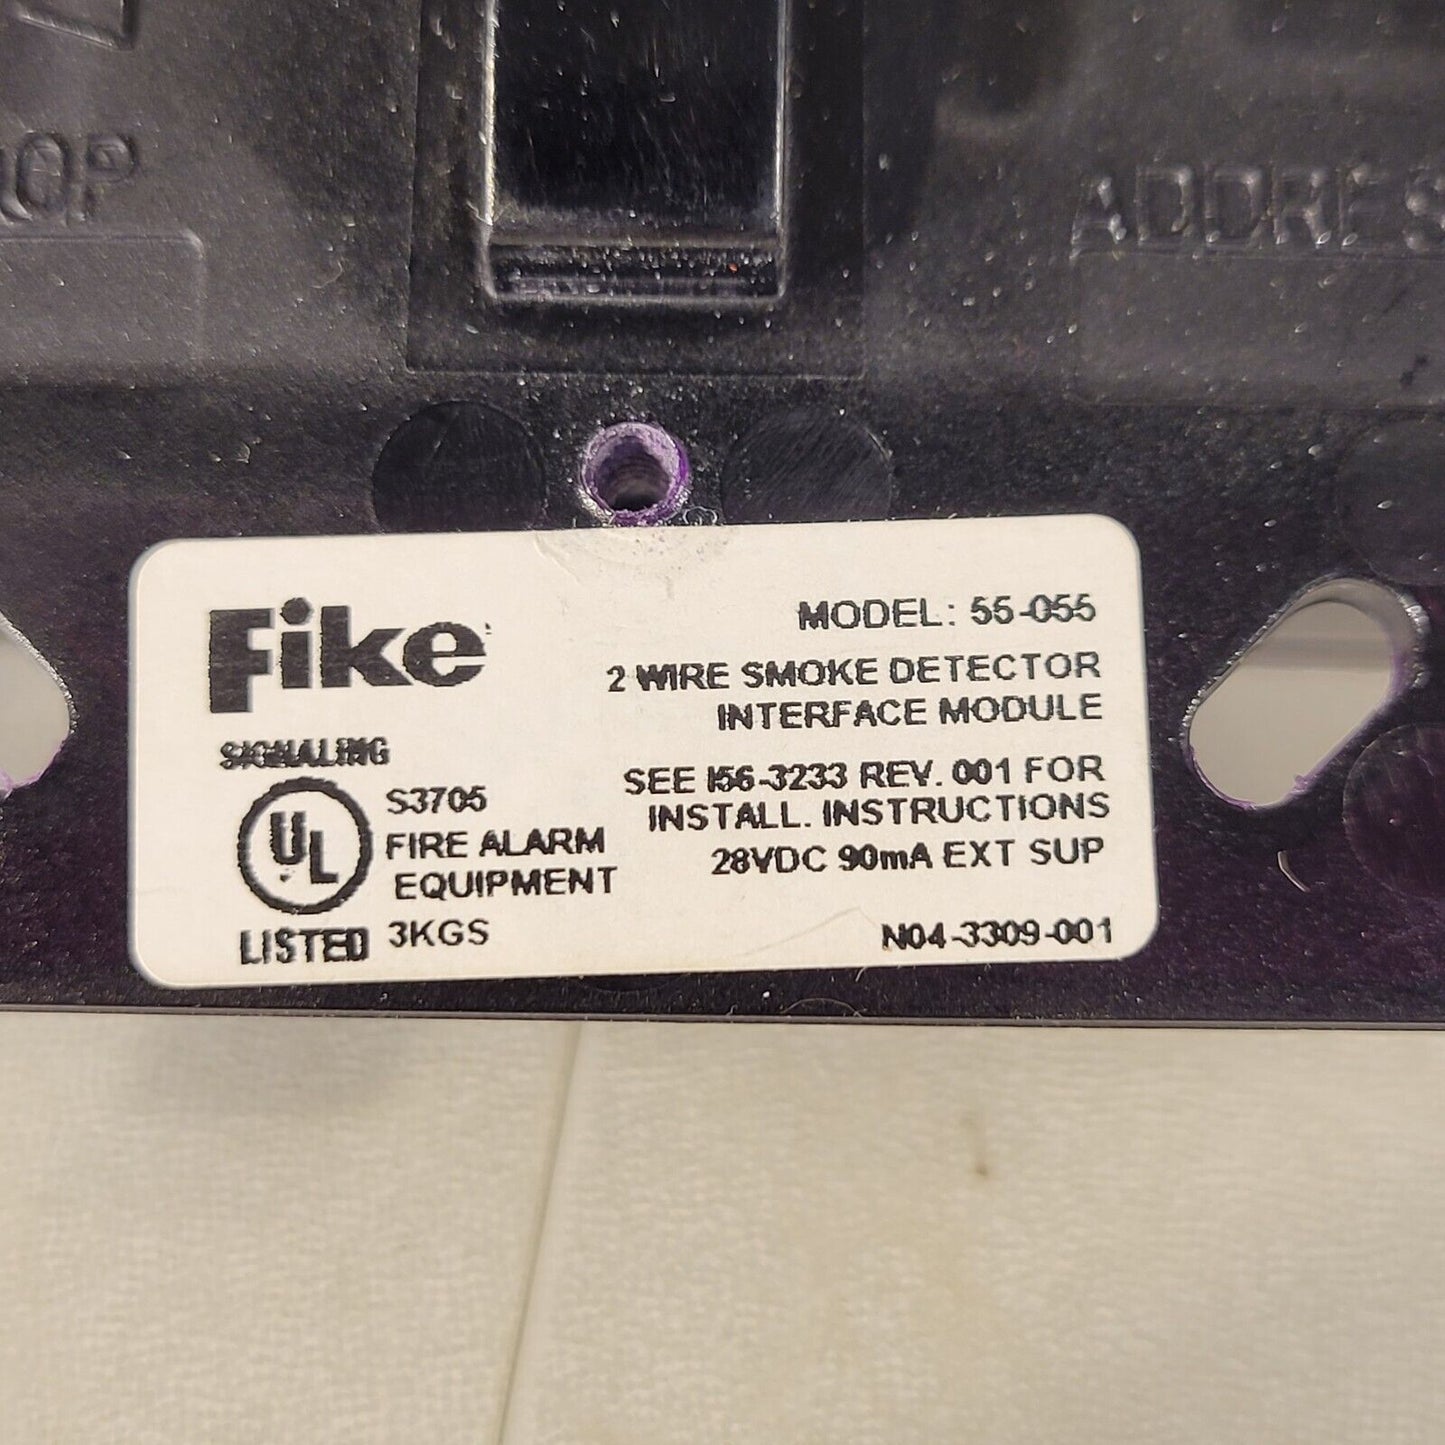 OOP
ADDRES
Fike
SIGNALING
MODEL: 55-055
2 WIRE SMOKE DETECTOR
INTERFACE MODULE
SEE I56-3233 REV. 001 FOR
INSTALL. INSTRUCTIONS
28VDC 90mA EXT SUP
N04-3309-001
UL
LISTED
S3705
FIRE ALARM
EQUIPMENT
3KGS